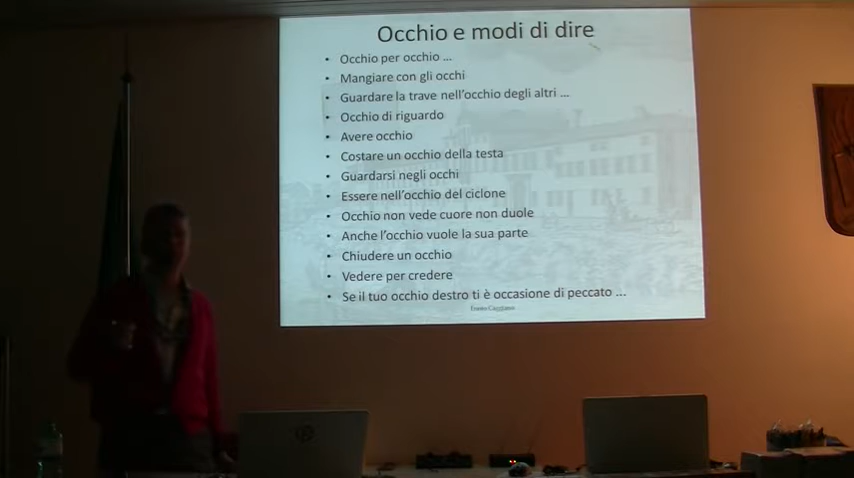 Occhio e modi di dire
• Occhio per occhio ...
• Mangiare con gli occhi
• Guardare la trave nell'occhio degli altri ...
• Occhio di riguardo
• Avere occhio
• Costare un occhio della testa
• Guardarsi negli occhi
• Essere nell'occhio del ciclone
• Occhio non vede cuore non duole
• Anche l'occhio vuole la sua parte
• Chiudere un occhio
• Vedere per credere
• Se il tuo occhio destro ti è occasione di peccato ...